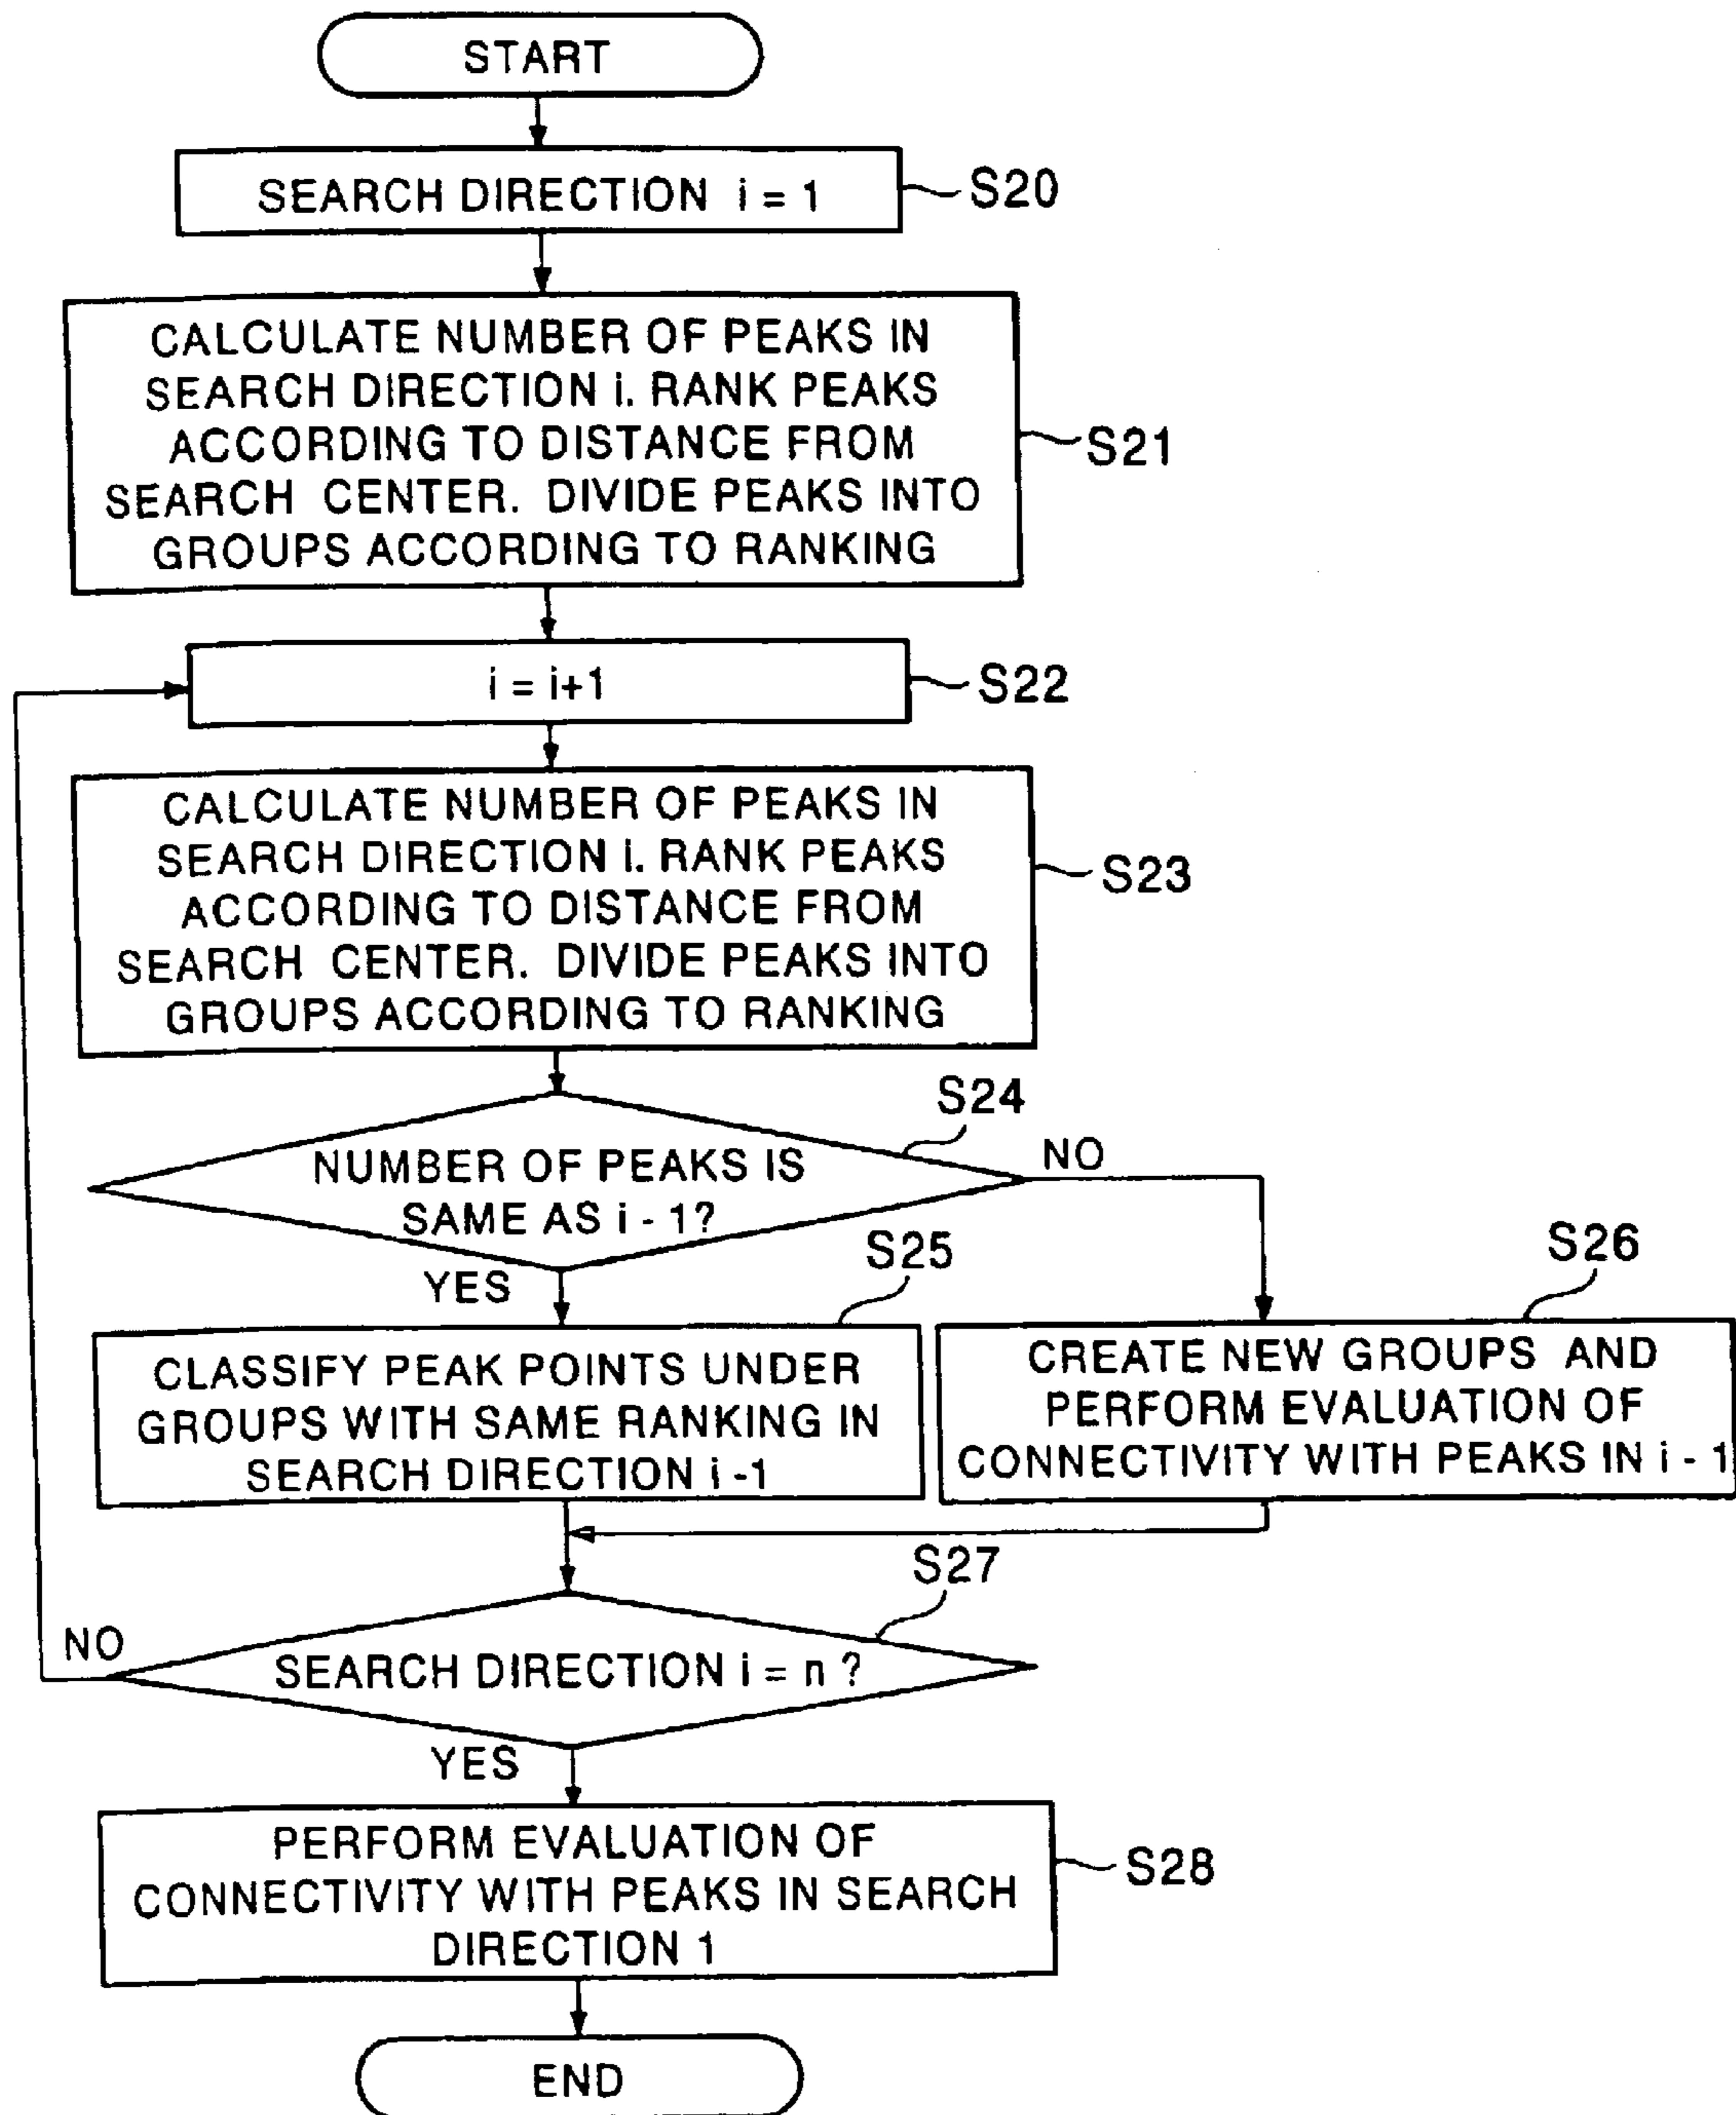 START
SEARCH DIRECTION i = 1
S20
CALCULATE NUMBER OF PEAKS IN
SEARCH DIRECTION i. RANK PEAKS
ACCORDING TO DISTANCE FROM
SEARCH CENTER. DIVIDE PEAKS INTO
GROUPS ACCORDING TO RANKING
S21
i = i+1
S22
CALCULATE NUMBER OF PEAKS IN
SEARCH DIRECTION i. RANK PEAKS
ACCORDING TO DISTANCE FROM
SEARCH CENTER. DIVIDE PEAKS INTO
GROUPS ACCORDING TO RANKING
S23
S24
NUMBER OF PEAKS IS
SAME AS i - 1?
NO
YES
S25
CLASSIFY PEAK POINTS UNDER
GROUPS WITH SAME RANKING IN
SEARCH DIRECTION i -1
S26
CREATE NEW GROUPS AND
PERFORM EVALUATION OF
CONNECTIVITY WITH PEAKS IN i - 1
S27
NO
SEARCH DIRECTION i = n ?
YES
PERFORM EVALUATION OF
CONNECTIVITY WITH PEAKS IN SEARCH
DIRECTION 1
S28
END